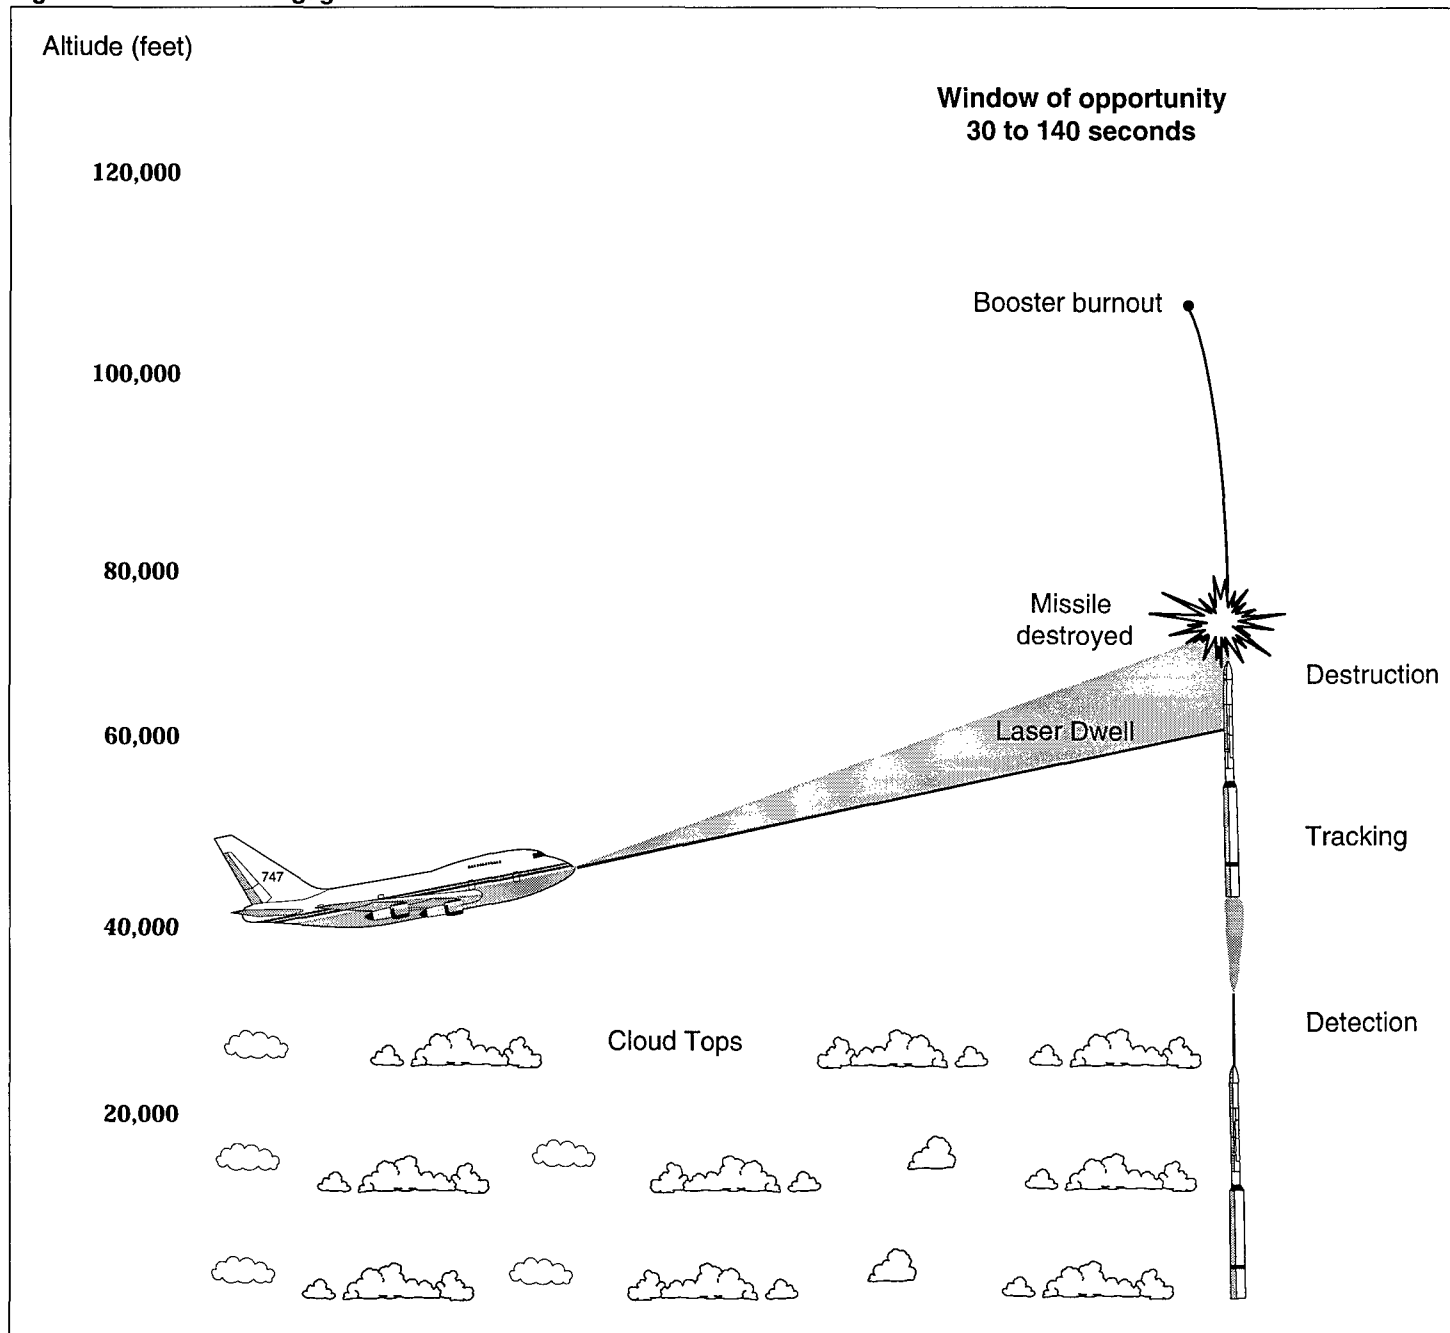 Altiude (feet)
Window of opportunity
30 to 140 seconds
120,000
Booster burnout
100,000
80,000
Missile
destroyed
Destruction
60,000
Laser Dwell
Tracking
747
40,000
Detection
Cloud Tops
20,000